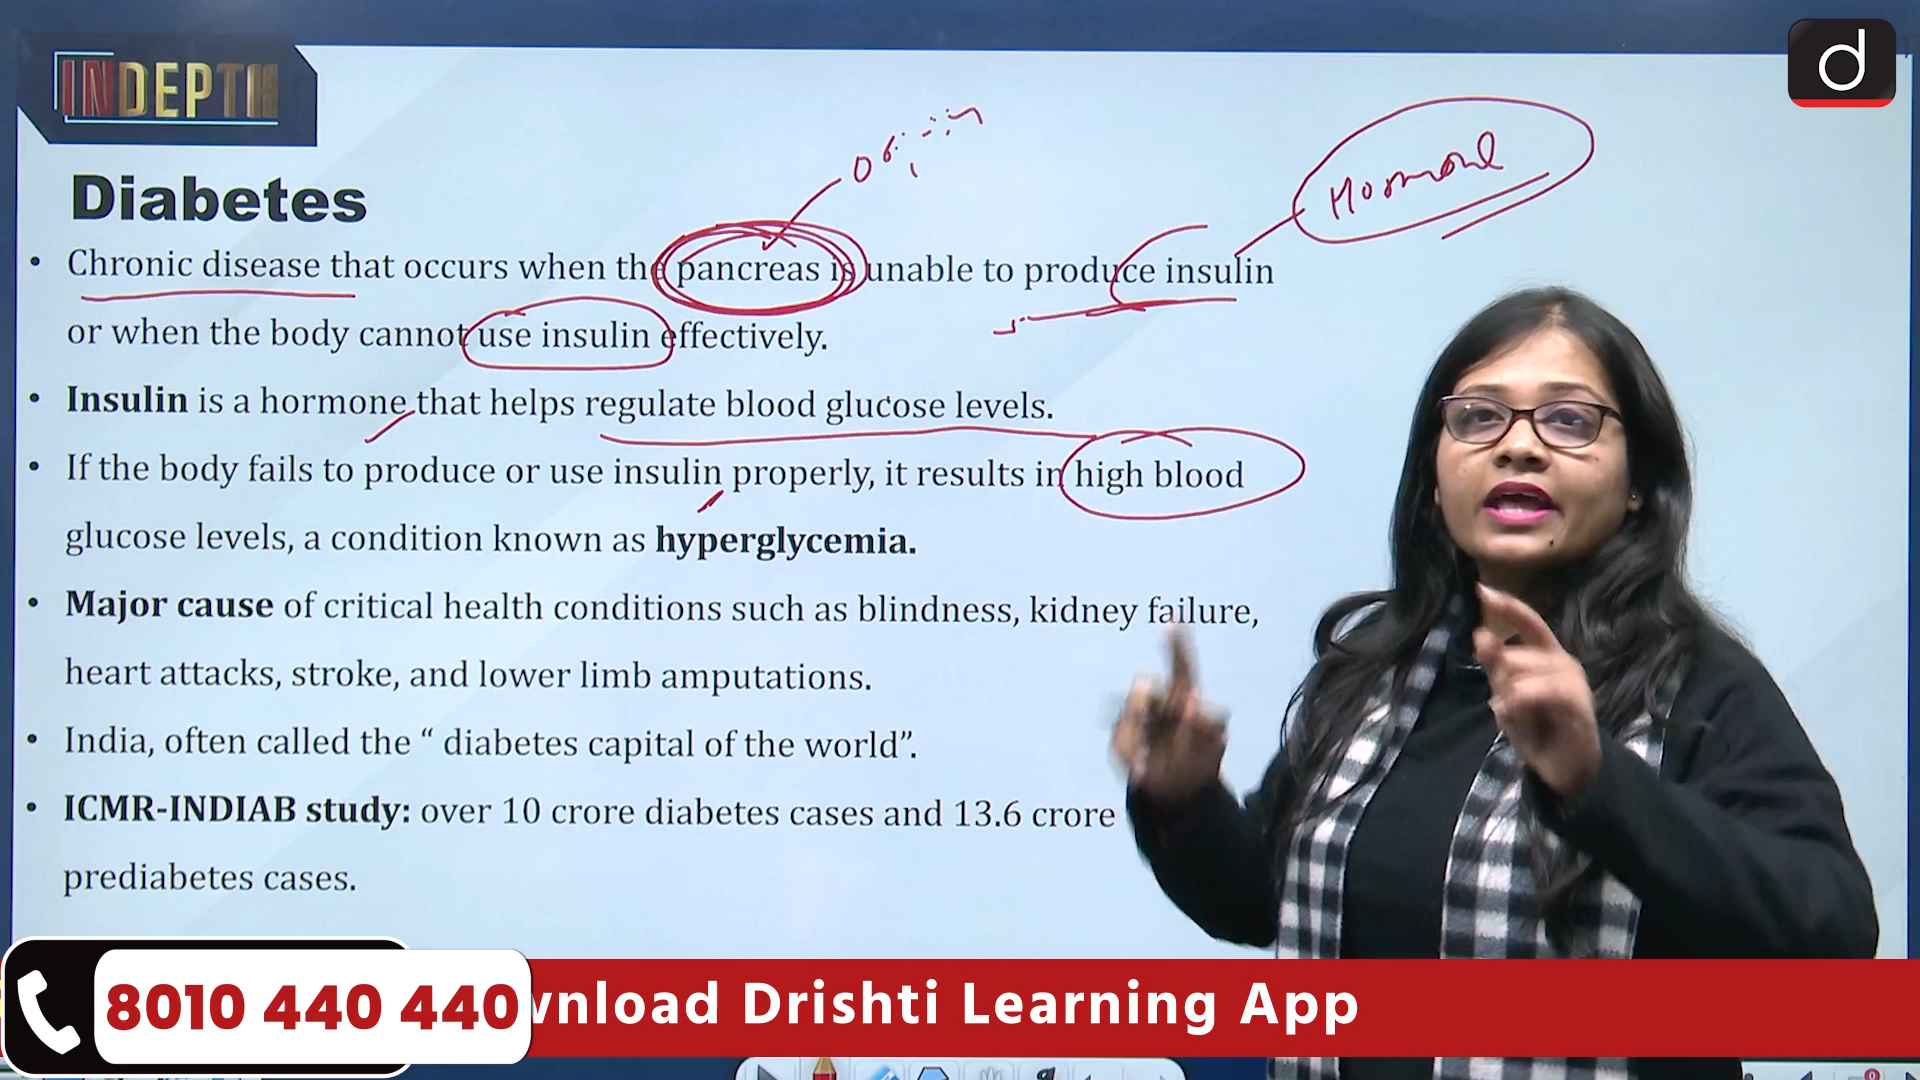 INDEPTH
d
Diabetes
Hormone
• Chronic disease that occurs when the pancreas is unable to produce insulin
or when the body cannot use insulin effectively.
• Insulin is a hormone that helps regulate blood glucose levels.
• If the body fails to produce or use insulin properly, it results in high blood
glucose levels, a condition known as hyperglycemia.
• Major cause of critical health conditions such as blindness, kidney failure,
heart attacks, stroke, and lower limb amputations.
• India, often called the “ diabetes capital of the world”.
• ICMR-INDIAB study: over 10 crore diabetes cases and 13.6 crore
prediabetes cases.
8010 440 440 wnload Drishti Learning App